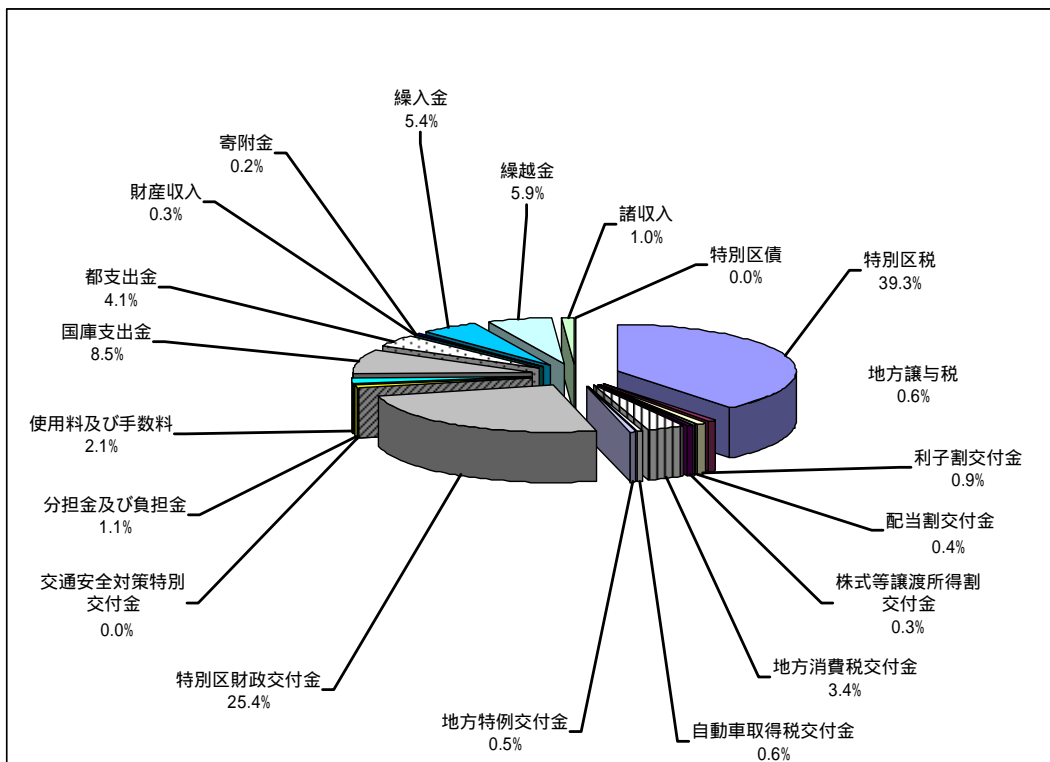 繰入金
5.4%
寄附金
0.2%
繰越金
5.9%
財産収入
0.3%
諸収入
1.0%
特別区債
0.0%
特別区税
39.3%
都支出金
4.1%
国庫支出金
8.5%
地方譲与税
0.6%
使用料及び手数料
2.1%
利子割交付金
0.9%
分担金及び負担金
1.1%
配当割交付金
0.4%
交通安全対策特別
交付金
0.0%
株式等譲渡所得割
交付金
0.3%
特別区財政交付金
25.4%
地方消費税交付金
3.4%
地方特例交付金
0.5%
自動車取得税交付金
0.6%